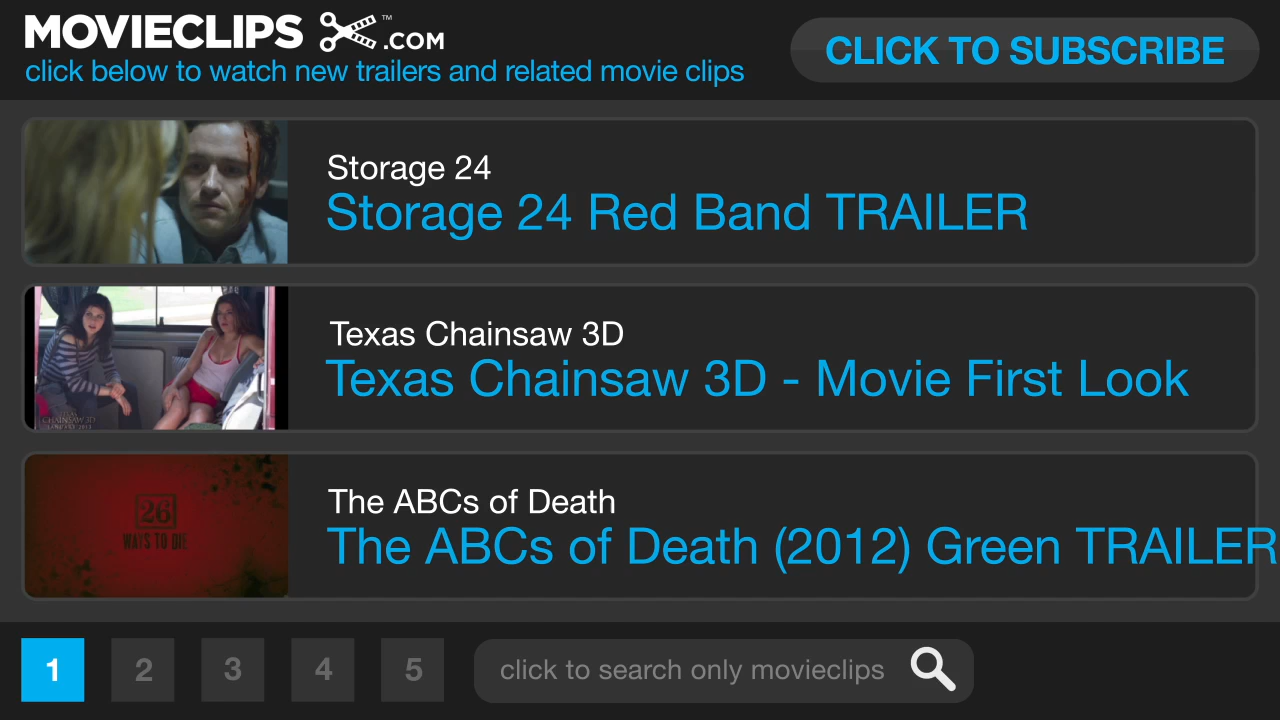 MOVIECLIPS ™ .COM
click below to watch new trailers and related movie clips
CLICK TO SUBSCRIBE
Storage 24
Storage 24 Red Band TRAILER
Texas Chainsaw 3D
Texas Chainsaw 3D - Movie First Look
CHAINSAW 3D
The ABCs of Death
The ABCs of Death (2012) Green TRAILER
26
WAYS TO DIE
1
2
3
4
5
click to search only movieclips